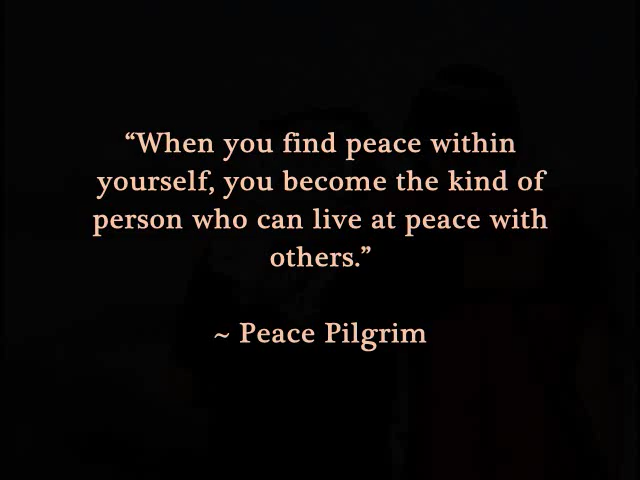 “When you find peace within
yourself, you become the kind of
person who can live at peace with
others.”
~ Peace Pilgrim